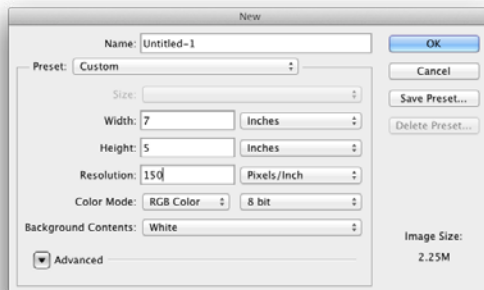 New
Name: Untitled-1
OK
Preset: Custom
Cancel
Size:
Save Preset...
Width: 7 Inches
Delete Preset...
Height: 5 Inches
Resolution: 150 Pixels/Inch
Color Mode: RGB Color 8 bit
Background Contents: White
Image Size:
2.25M
Advanced